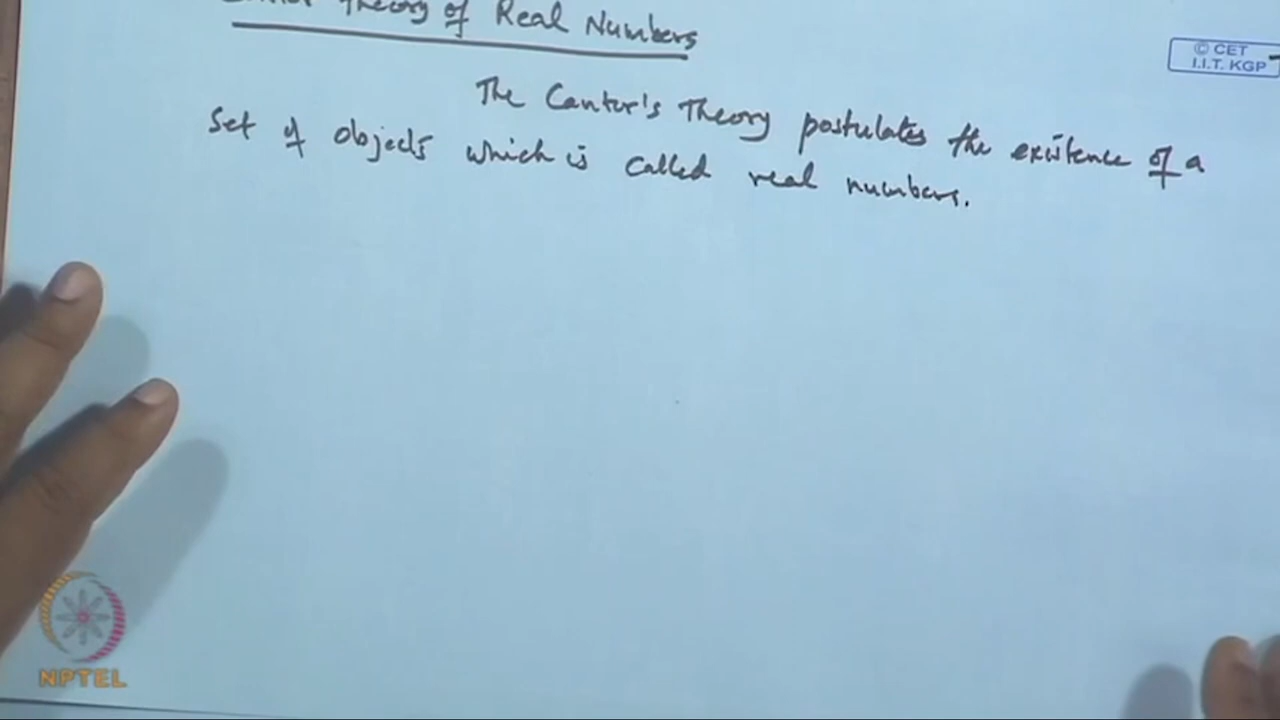 Theory of Real Numbers
© CET
I.I.T. KGP
The Cantor's Theory postulates the existence of a
Set of objects which is called real numbers.
NPTEL